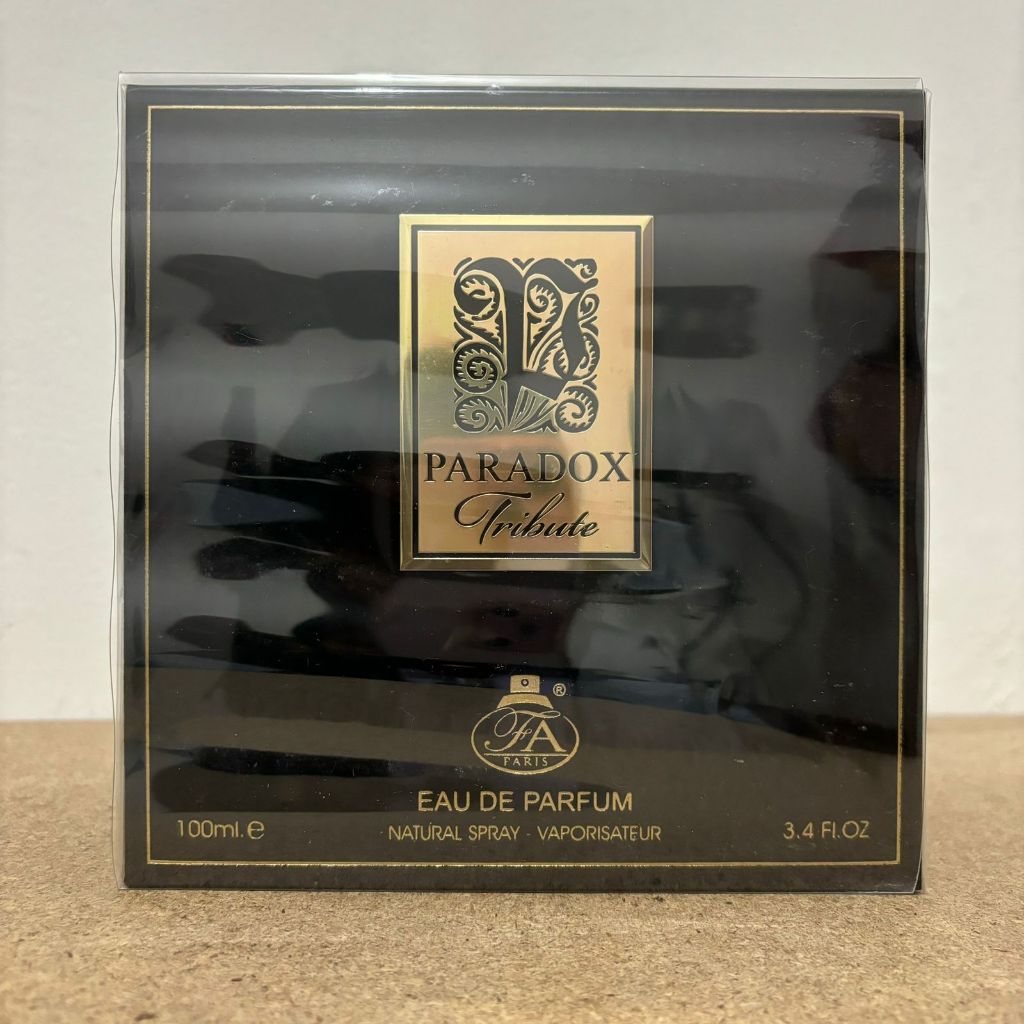 PARADOX
Tribute
®
FA
PARIS
EAU DE PARFUM
100ml.e
NATURAL SPRAY - VAPORISATEUR
3.4 Fl.OZ